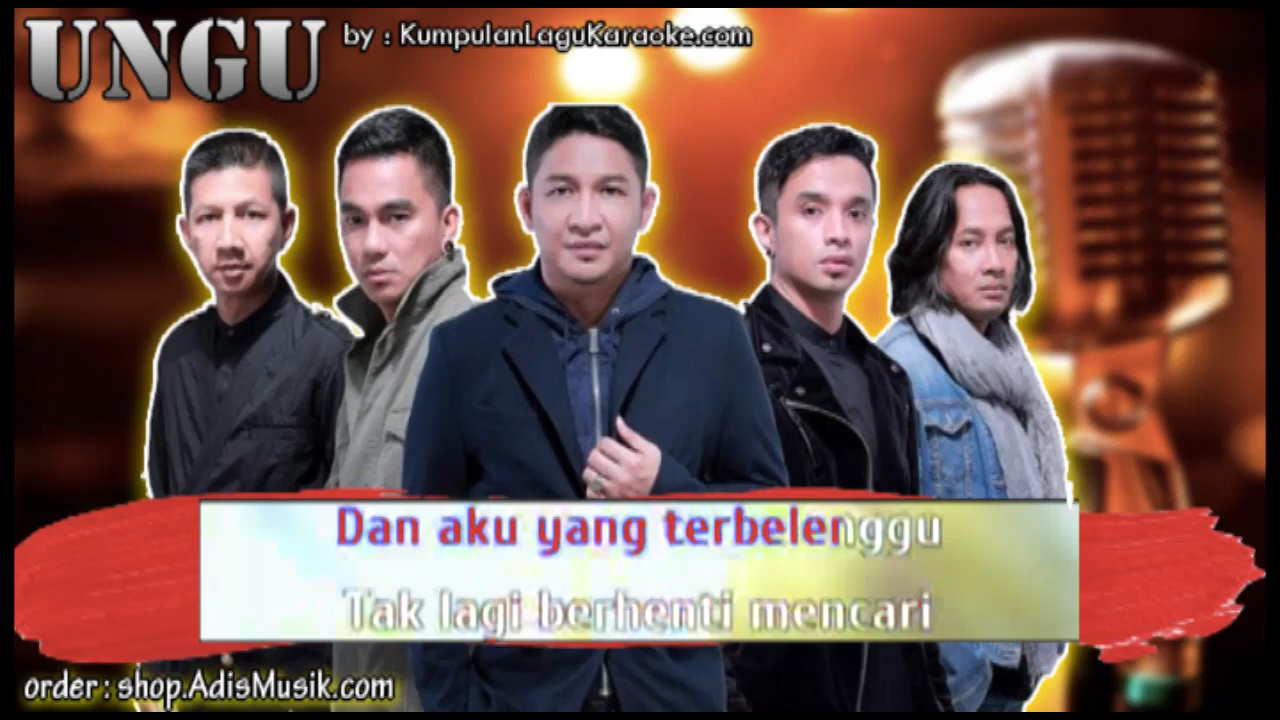 UNGU
by : KumpulanLaguKaraoke.com
Dan aku yang terbelenggu
Tak lagi berhenti mencari
order : shop.AdisMusik.com